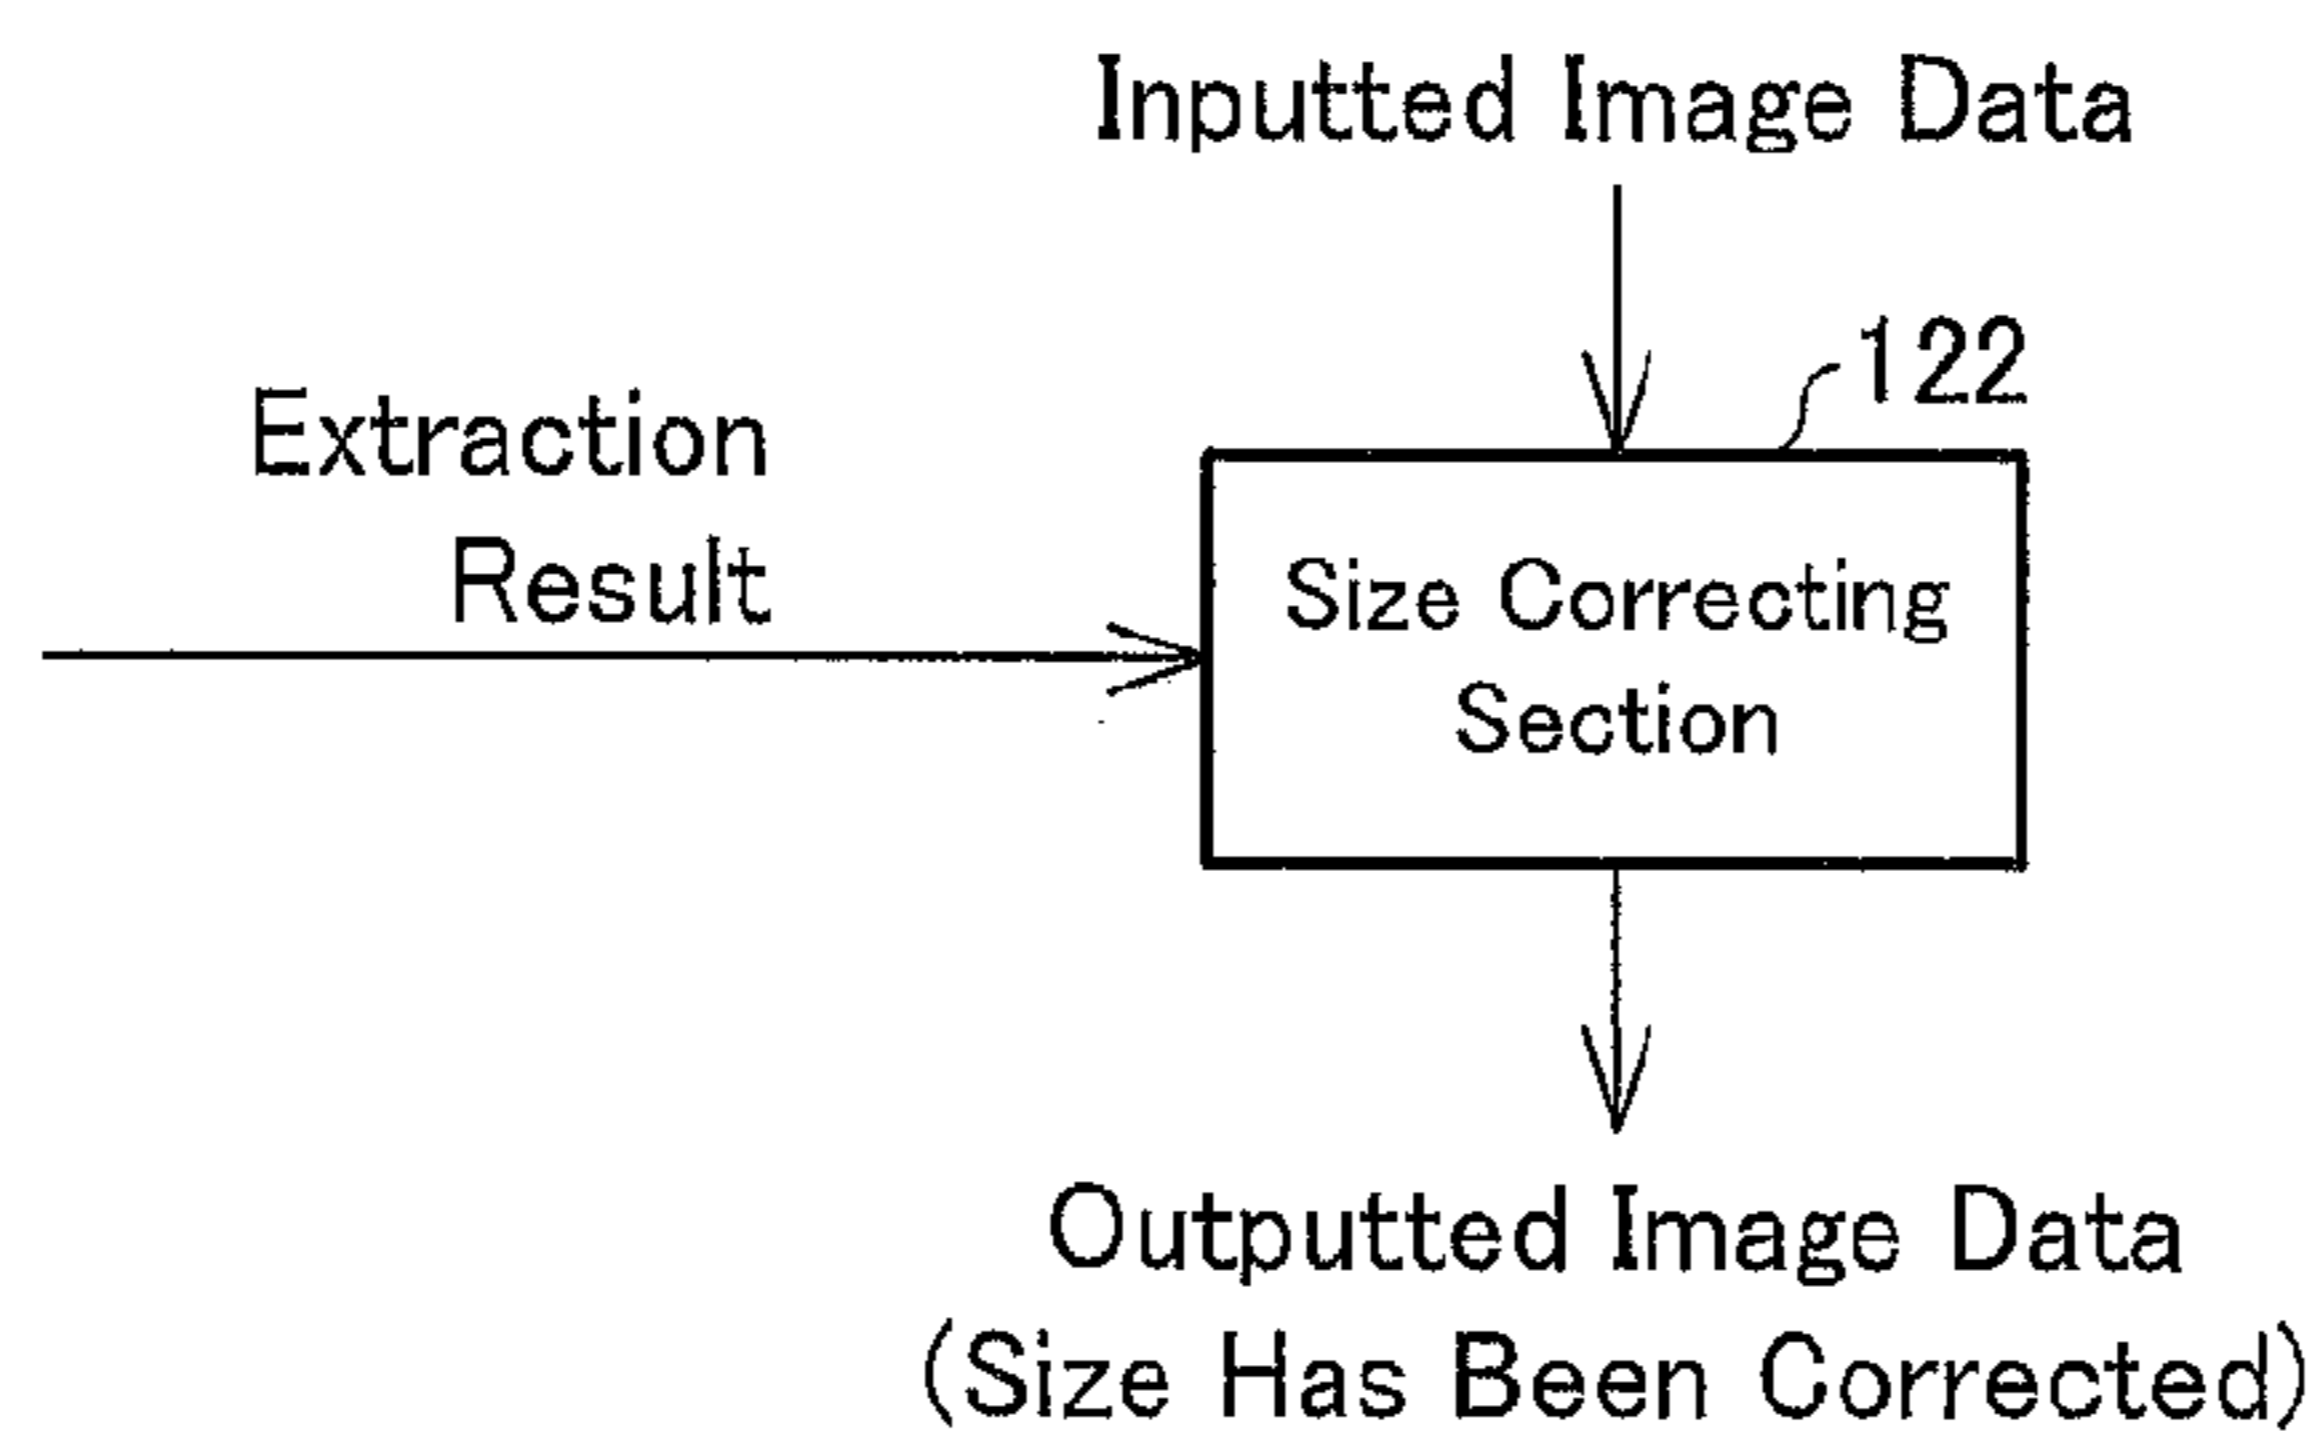 Inputted Image Data
122
Extraction
Result
Size Correcting
Section
Outputted Image Data
(Size Has Been Corrected)